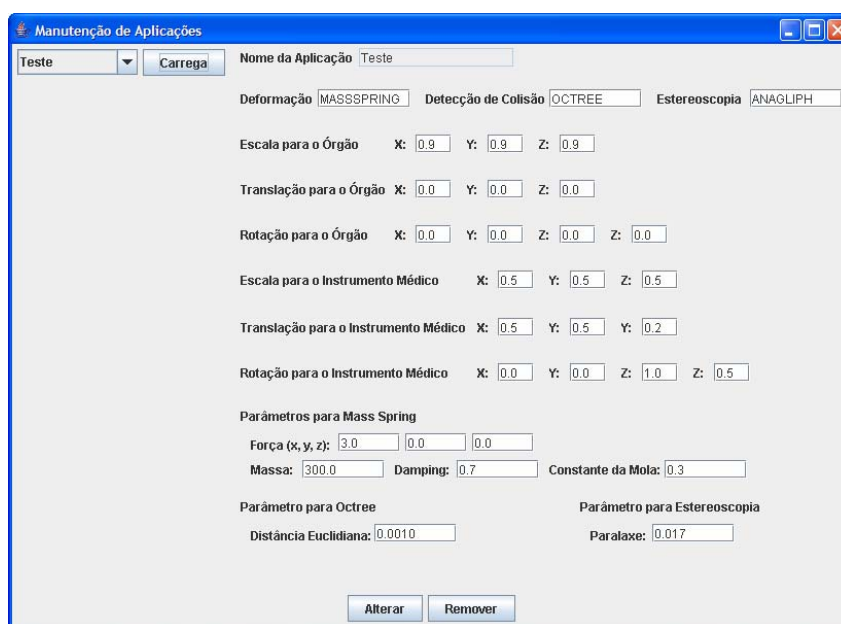 Manutenção de Aplicações
Teste Carrega Nome da Aplicação Teste
Deformação MASSSPRING Detecção de Colisão OCTREE Estereoscopia ANAGLIPH
Escala para o Órgão X: 0.9 Y: 0.9 Z: 0.9
Translação para o Órgão X: 0.0 Y: 0.0 Z: 0.0
Rotação para o Órgão X: 0.0 Y: 0.0 Z: 0.0 Z: 0.0
Escala para o Instrumento Médico X: 0.5 Y: 0.5 Z: 0.5
Translação para o Instrumento Médico X: 0.5 Y: 0.5 Y: 0.2
Rotação para o Instrumento Médico X: 0.0 Y: 0.0 Z: 1.0 Z: 0.5
Parâmetros para Mass Spring
Força (x, y, z): 3.0 0.0 0.0
Massa: 300.0 Damping: 0.7 Constante da Mola: 0.3
Parâmetro para Octree Parâmetro para Estereoscopia
Distância Euclidiana: 0.0010 Paralaxe: 0.017
Alterar Remover